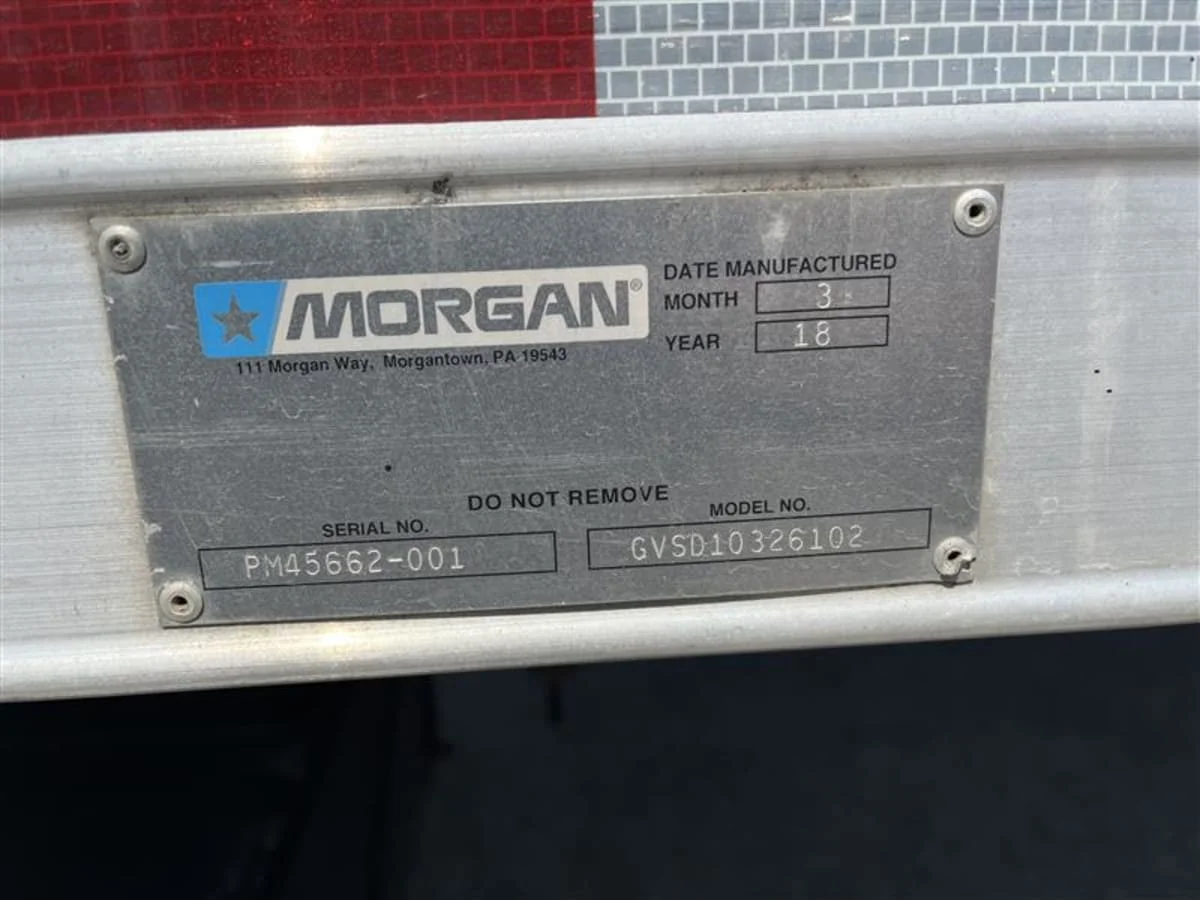 MORGAN®
111 Morgan Way, Morgantown, PA 19543
DATE MANUFACTURED
MONTH 3
YEAR 18
DO NOT REMOVE
SERIAL NO.
PM45662-001
MODEL NO.
GVSD10326102